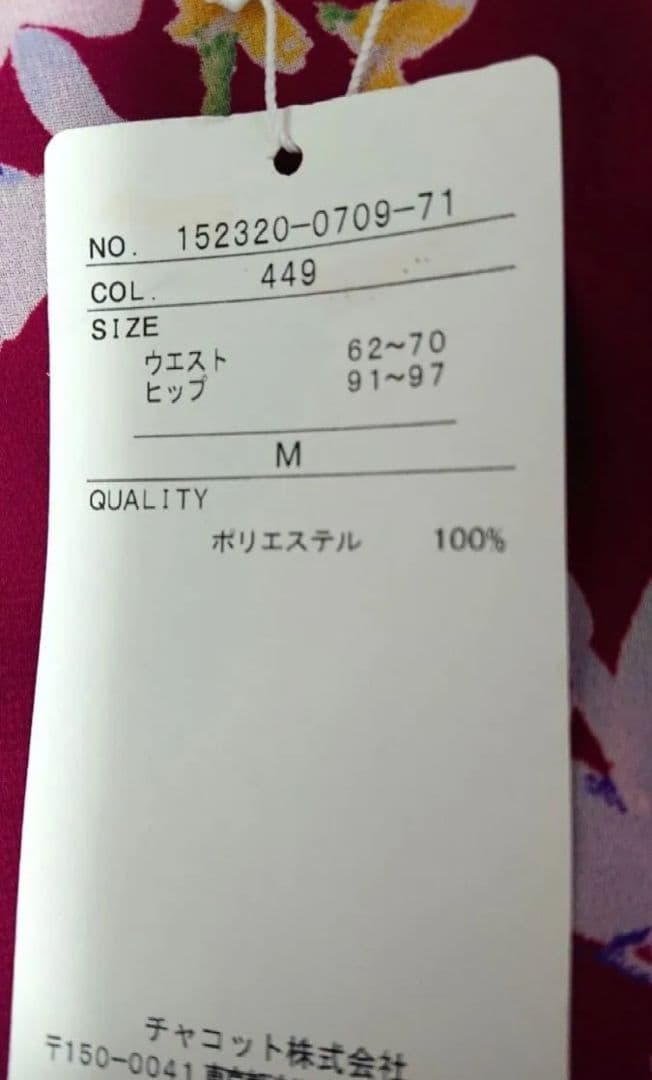 NO. 152320-0709-71
COL. 449
SIZE
ウエスト 62~70
ヒップ 91~97
M
QUALITY
ポリエステル 100%
チャコット株式会社
〒150-0041